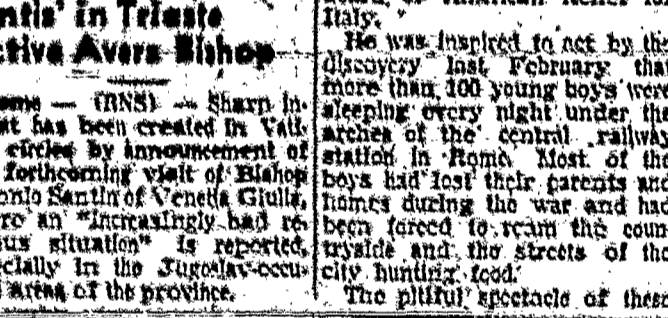 ntis' in Trieste
ctive Avers Bishop
ome — (RNS) — Sharp in-
st has been created in Vati-
circles by announcement of
forthcoming visit of Bishop
onio Santin of Venetia Giulia,
re an "increasingly bad re-
ous situation" is reported,
ecially in the Jugoslav-occu-
areas of the province.
Italy.
He was inspired to act by the
discovery last February that
more than 100 young boys were
sleeping every night under the
arches of the central railway
station in Rome. Most of the
boys had lost their parents and
homes during the war and had
been forced to roam the coun-
tryside and the streets of the
city hunting food.
The pitiful spectacle of these